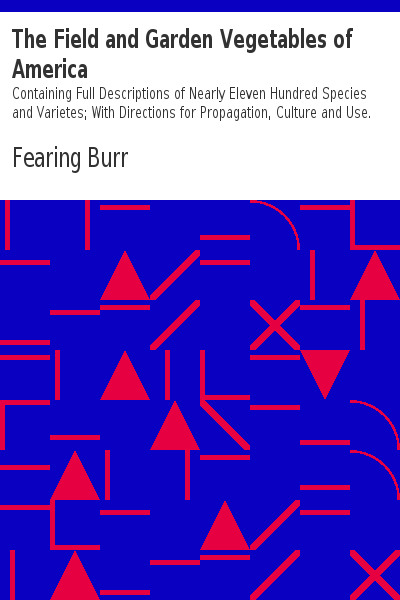 The Field and Garden Vegetables of
America
Containing Full Descriptions of Nearly Eleven Hundred Species
and Varietes; With Directions for Propagation, Culture and Use.
Fearing Burr